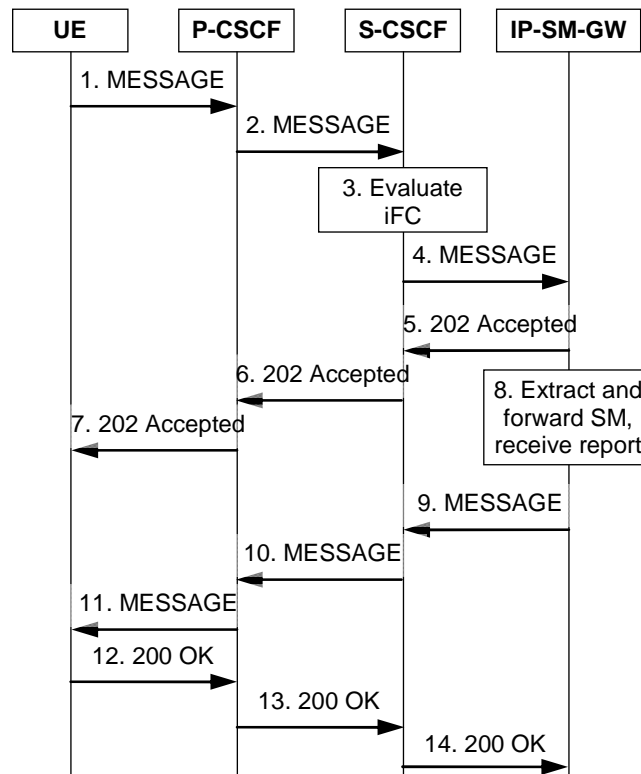 UE P-CSCF S-CSCF IP-SM-GW
1. MESSAGE
2. MESSAGE
3. Evaluate
iFC
4. MESSAGE
5. 202 Accepted
6. 202 Accepted
7. 202 Accepted
8. Extract and
forward SM,
receive report
9. MESSAGE
10. MESSAGE
11. MESSAGE
12. 200 OK
13. 200 OK
14. 200 OK